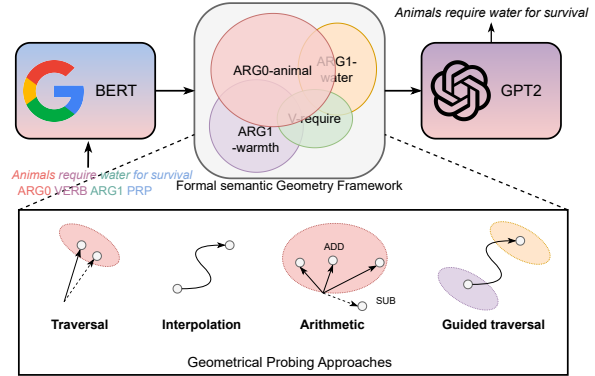 Animals require water for survival
BERT
ARG0-animal
ARG1-
water
V-require
ARG1
-warmth
GPT2
Animals require water for survival
ARG0 VERB ARG1 PRP
Formal semantic Geometry Framework
ADD
SUB
Traversal
Interpolation
Arithmetic
Guided traversal
Geometrical Probing Approaches